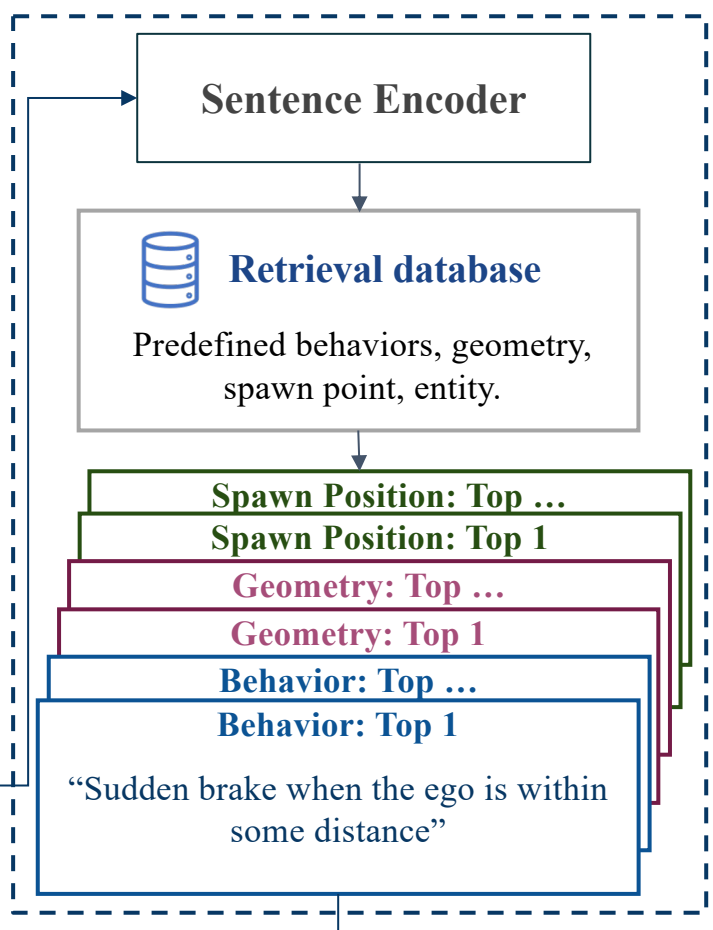 Sentence Encoder
Retrieval database
Predefined behaviors, geometry,
spawn point, entity.
Spawn Position: Top …
Spawn Position: Top 1
Geometry: Top …
Geometry: Top 1
Behavior: Top …
Behavior: Top 1
“Sudden brake when the ego is within
some distance”